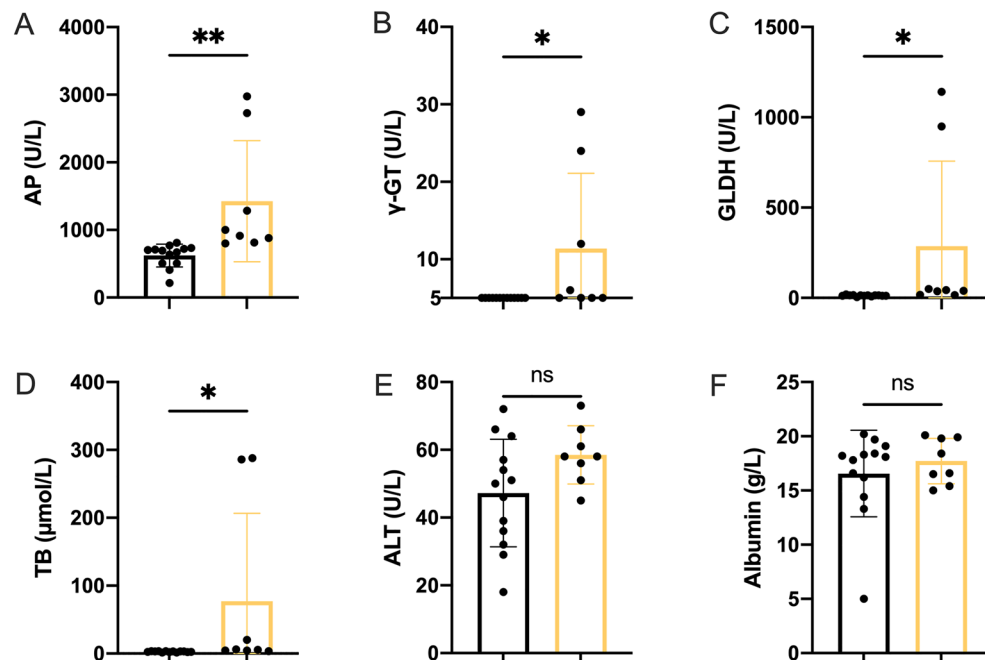 A
AP (U/L)
4000
3000
2000
1000
0
**
B
γ-GT (U/L)
40
30
20
10
5
*
C
GLDH (U/L)
1500
1000
500
0
*
D
TB (μmol/L)
400
300
200
100
0
*
E
ALT (U/L)
80
60
40
20
0
ns
F
Albumin (g/L)
25
20
15
10
5
0
ns